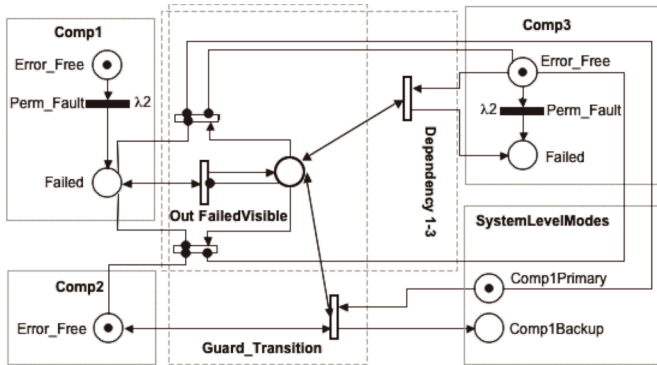 Comp1
Error_Free
Perm_Fault λ2
Failed
Out FailedVisible
Comp2
Error_Free
Guard_Transition
Dependency 1-3
Comp3
Error_Free
λ2 Perm_Fault
Failed
SystemLevelModes
Comp1Primary
Comp1Backup